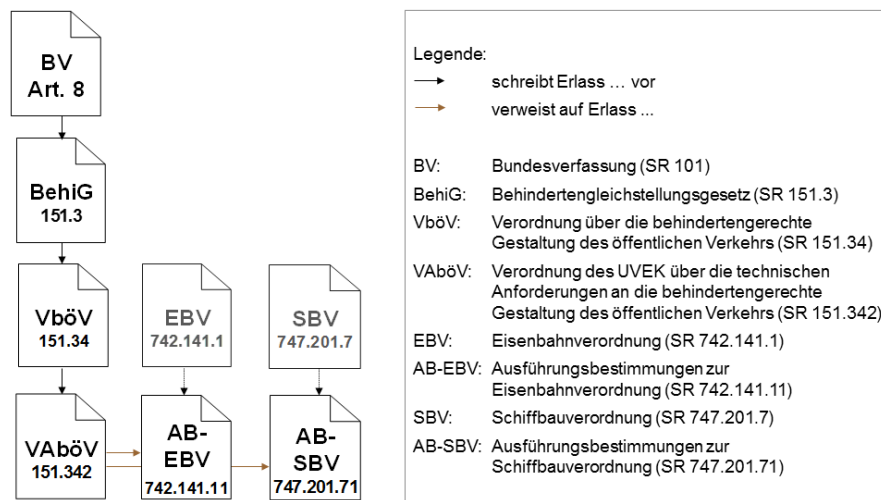 BV
Art. 8
BehiG
151.3
VböV
151.34
EBV
742.141.1
SBV
747.201.7
VAböV
151.342
AB-
EBV
742.141.11
AB-
SBV
747.201.71
Legende:
schreibt Erlass … vor
verweist auf Erlass ...
BV: Bundesverfassung (SR 101)
BehiG: Behindertengleichstellungsgesetz (SR 151.3)
VböV: Verordnung über die behindertengerechte
Gestaltung des öffentlichen Verkehrs (SR 151.34)
VAböV: Verordnung des UVEK über die technischen
Anforderungen an die behindertengerechte
Gestaltung des öffentlichen Verkehrs (SR 151.342)
EBV: Eisenbahnverordnung (SR 742.141.1)
AB-EBV: Ausführungsbestimmungen zur
Eisenbahnverordnung (SR 742.141.11)
SBV: Schiffbauverordnung (SR 747.201.7)
AB-SBV: Ausführungsbestimmungen zur
Schiffbauverordnung (SR 747.201.71)